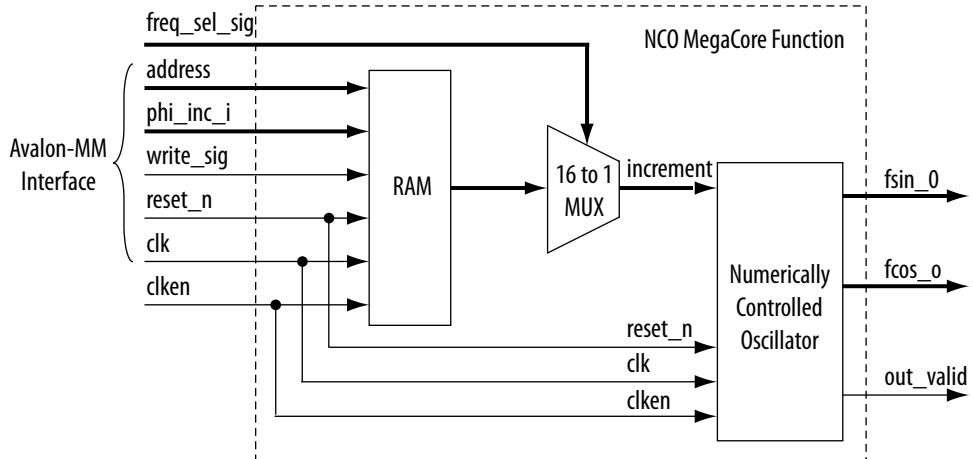 freq_sel_sig
NCO MegaCore Function
address
phi_inc_i
write_sig
reset_n
clk
clken
Avalon-MM
Interface
RAM
16 to 1
MUX
increment
Numerically
Controlled
Oscillator
fsin_0
fcos_o
out_valid
reset_n
clk
clken